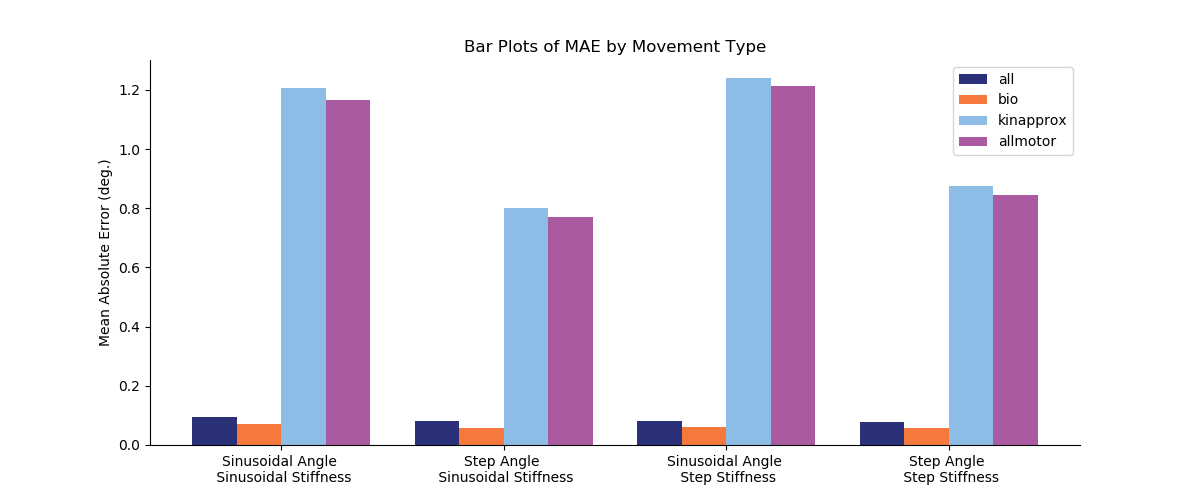 Bar Plots of MAE by Movement Type
Mean Absolute Error (deg.)
1.2
1.0
0.8
0.6
0.4
0.2
0.0
all
bio
kinapprox
allmotor
Sinusoidal Angle
Sinusoidal Stiffness
Step Angle
Sinusoidal Stiffness
Sinusoidal Angle
Step Stiffness
Step Angle
Step Stiffness